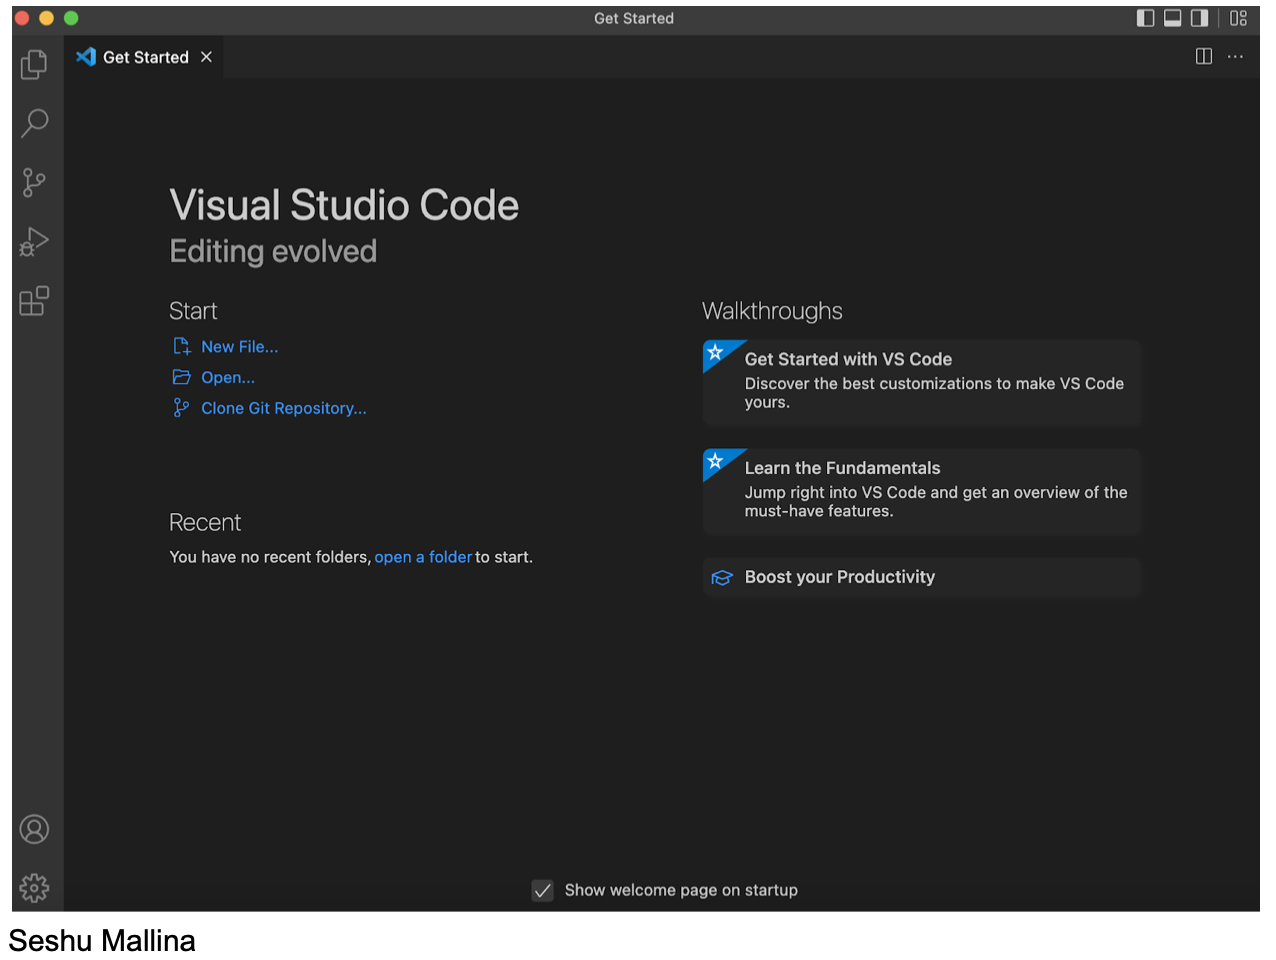 Get Started
Get Started
Visual Studio Code
Editing evolved
Start
New File...
Open...
Clone Git Repository...
Recent
You have no recent folders, open a folder to start.
Walkthroughs
Get Started with VS Code
Discover the best customizations to make VS Code
yours.
Learn the Fundamentals
Jump right into VS Code and get an overview of the
must-have features.
Boost your Productivity
Show welcome page on startup
Seshu Mallina